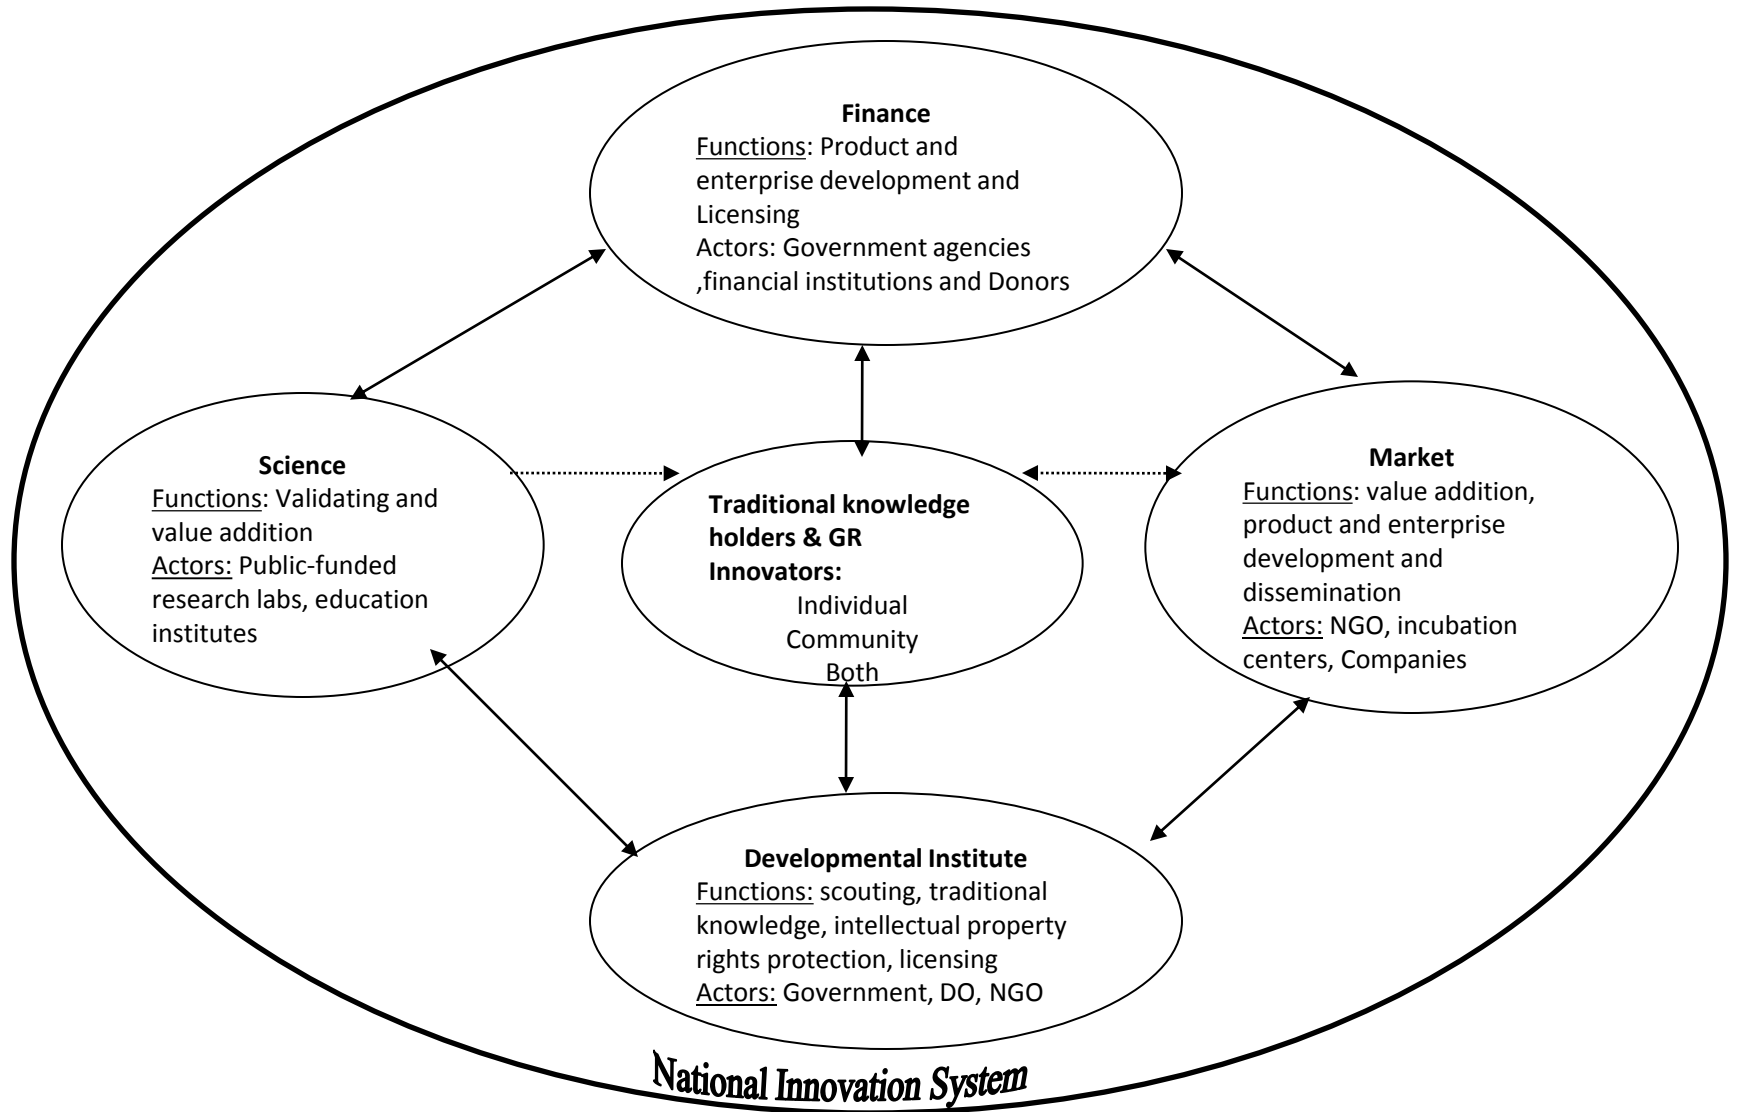 Finance
Functions: Product and
enterprise development and
Licensing
Actors: Government agencies
,financial institutions and Donors
Science
Functions: Validating and
value addition
Actors: Public-funded
research labs, education
institutes
Traditional knowledge
holders & GR
Innovators:
Individual
Community
Both
Market
Functions: value addition,
product and enterprise
development and
dissemination
Actors: NGO, incubation
centers, Companies
Developmental Institute
Functions: scouting, traditional
knowledge, intellectual property
rights protection, licensing
Actors: Government, DO, NGO
National Innovation System